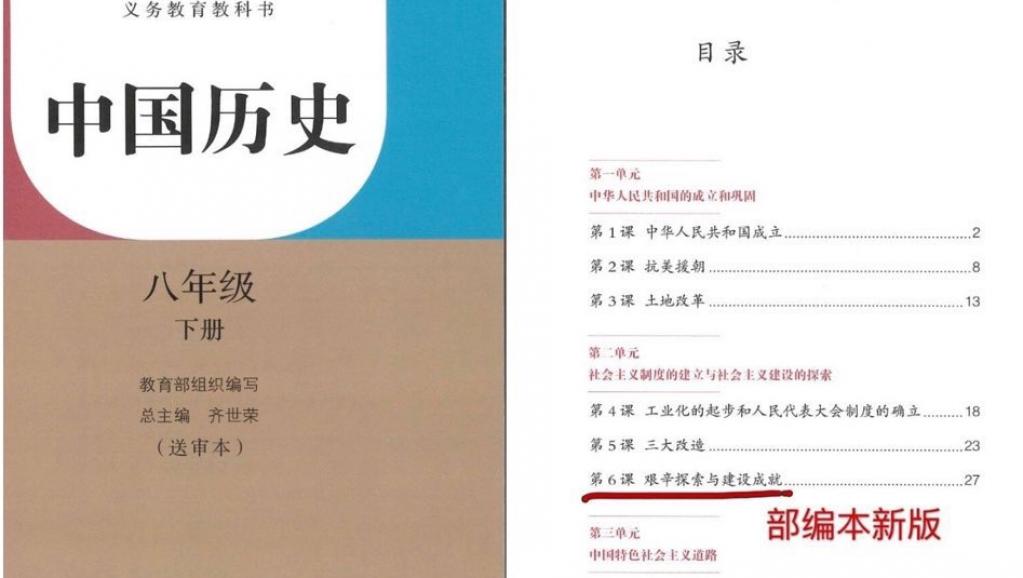 义务教育教科书
中国历史
八年级
下册
教育部组织编写
总主编 齐世荣
（送审本）
目录
第一单元
中华人民共和国的成立和巩固
第1课 中华人民共和国成立 2
第2课 抗美援朝 8
第3课 土地改革 13
第二单元
社会主义制度的建立与社会主义建设的探索
第4课 工业化的起步和人民代表大会制度的确立 18
第5课 三大改造 23
第6课 艰辛探索与建设成就 27
部编本新版
第三单元
中国特色社会主义道路